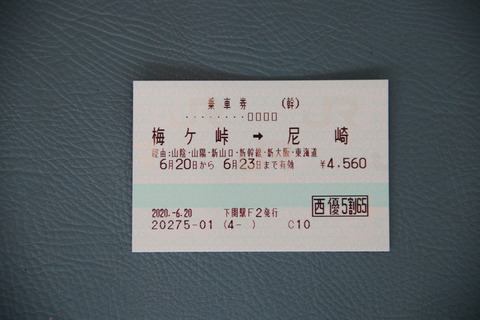 乗車券 (幹)
········□□□□
梅ケ峠 → 尼崎
経由:山陰・山陽・新山口・新幹線・新大阪・東海道
6月20日から 6月23日まで有効 ¥4,560
2020.-6.20 下関駅F2発行 西優5割65
20275-01 (4- ) C10